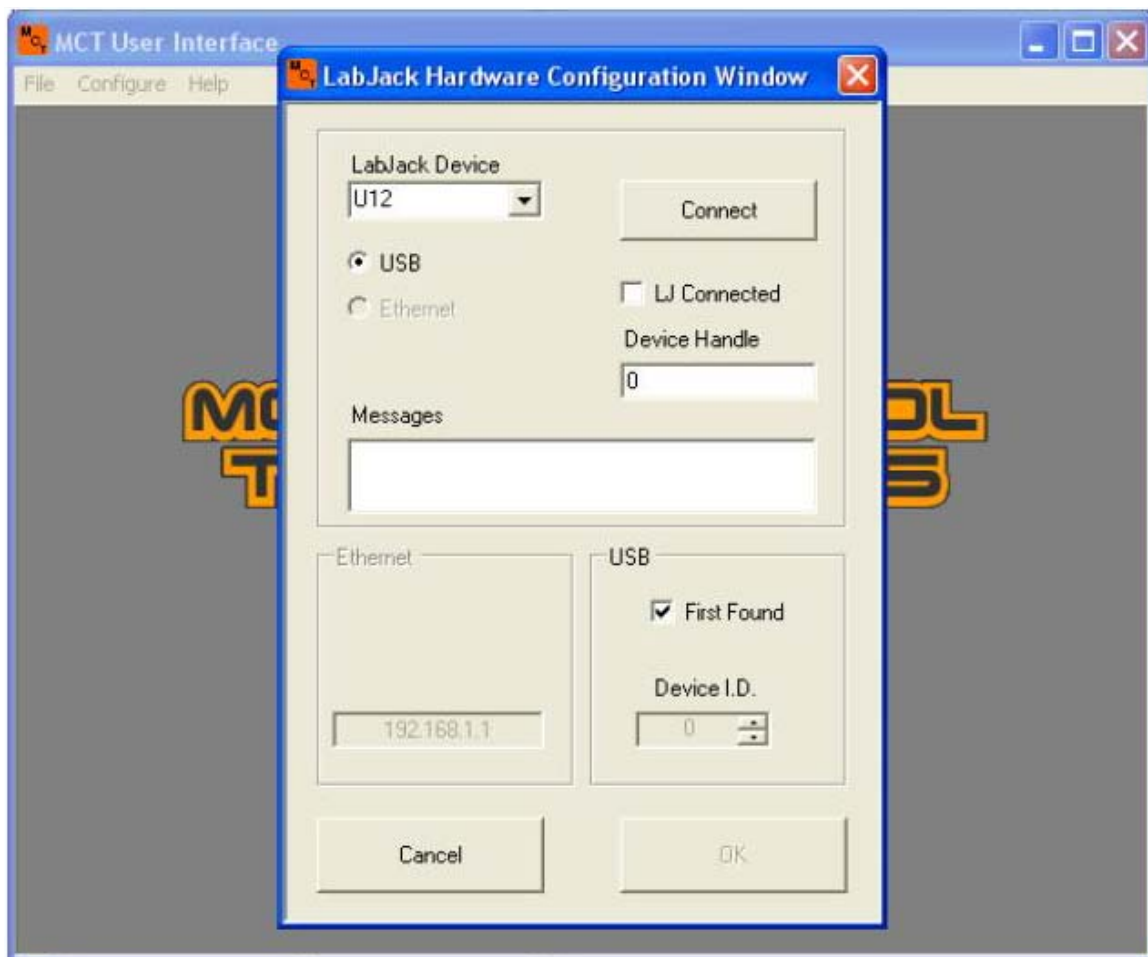 MCT User Interface
File Configure Help
LabJack Hardware Configuration Window
LabJack Device
U12
Connect
USB
Ethernet
LJ Connected
Device Handle
0
Messages
Ethernet
192.168.1.1
USB
First Found
Device I.D.
0
Cancel
OK